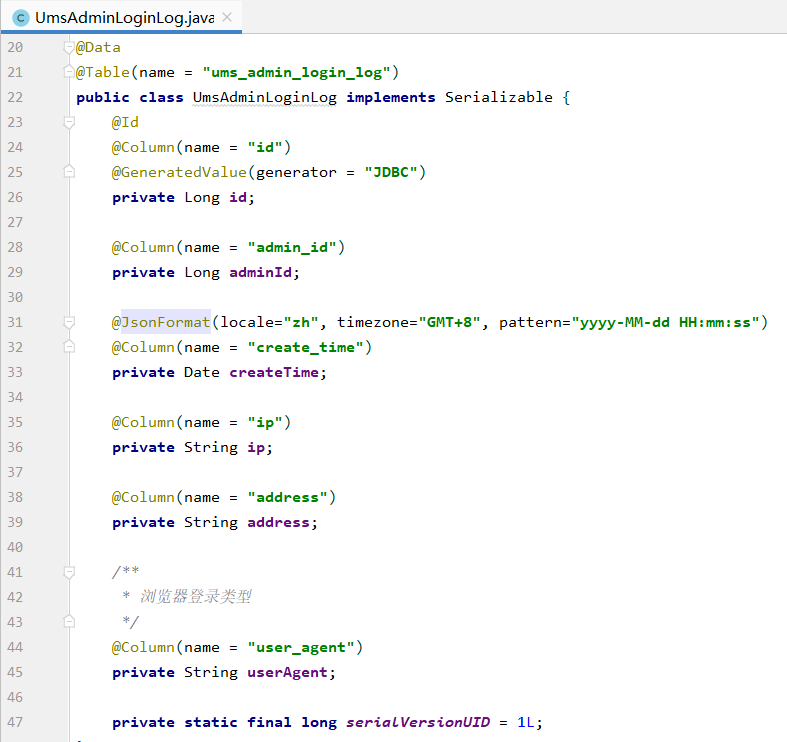 UmsAdminLoginLog.java
20 @Data
21 @Table(name = "ums_admin_login_log")
22 public class UmsAdminLoginLog implements Serializable {
23     @Id
24     @Column(name = "id")
25     @GeneratedValue(generator = "JDBC")
26     private Long id;
27
28     @Column(name = "admin_id")
29     private Long adminId;
30
31     @JsonFormat(locale="zh", timezone="GMT+8", pattern="yyyy-MM-dd HH:mm:ss")
32     @Column(name = "create_time")
33     private Date createTime;
34
35     @Column(name = "ip")
36     private String ip;
37
38     @Column(name = "address")
39     private String address;
40
41     /**
42      * 浏览器登录类型
43      */
44     @Column(name = "user_agent")
45     private String userAgent;
46
47     private static final long serialVersionUID = 1L;